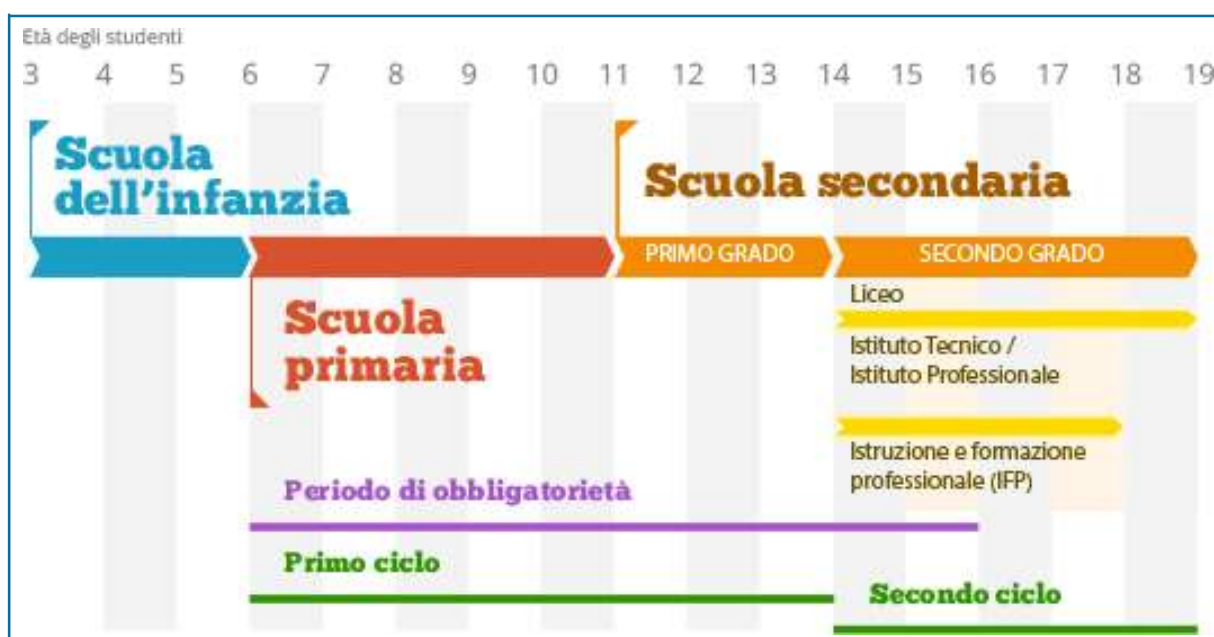 Età degli studenti
3 4 5 6 7 8 9 10 11 12 13 14 15 16 17 18 19
Scuola
dell'infanzia
Scuola secondaria
PRIMO GRADO
SECONDO GRADO
Scuola
primaria
Liceo
Istituto Tecnico /
Istituto Professionale
Istruzione e formazione
professionale (IFP)
Periodo di obbligatorietà
Primo ciclo
Secondo ciclo